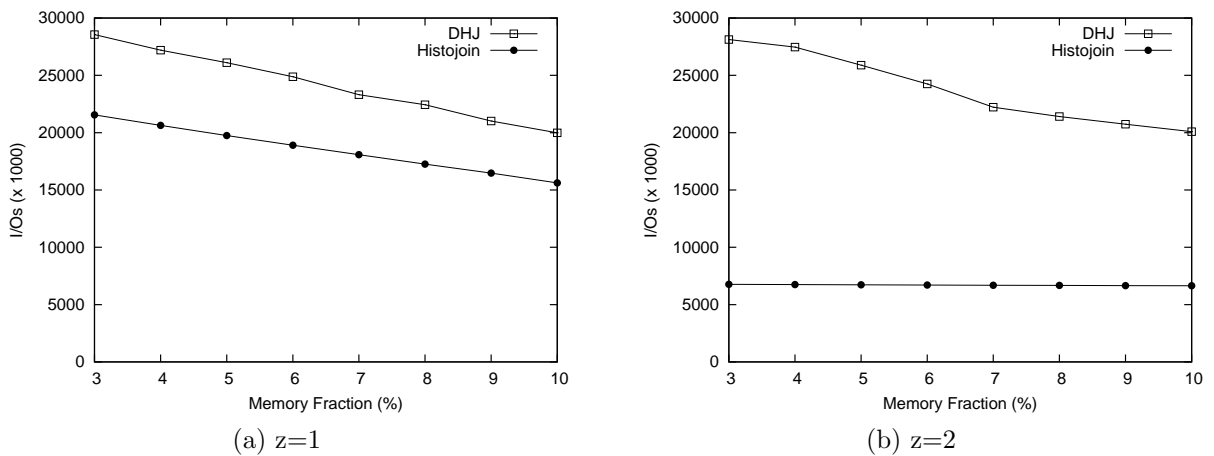 30000
25000
20000
15000
10000
5000
0
I/Os (x 1000)
DHJ
Histojoin
3 4 5 6 7 8 9 10
Memory Fraction (%)
(a) z=1
30000
25000
20000
15000
10000
5000
0
I/Os (x 1000)
DHJ
Histojoin
3 4 5 6 7 8 9 10
Memory Fraction (%)
(b) z=2